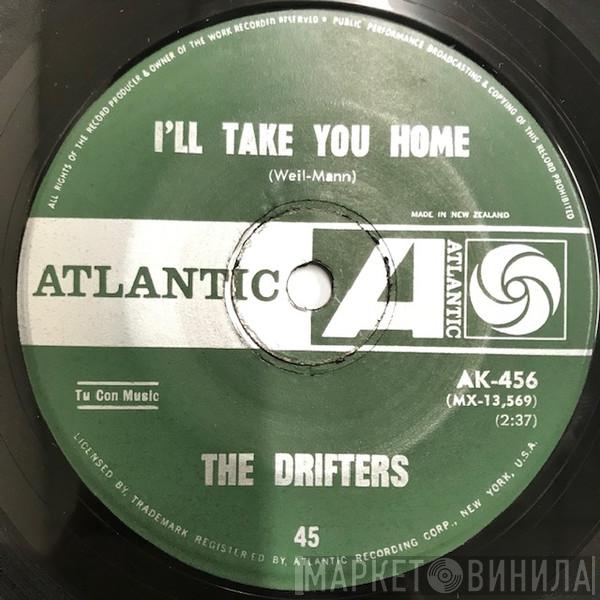 ALL RIGHTS OF THE RECORD PRODUCER & OWNER OF THE WORK RECORDED RESERVED • PUBLIC PERFORMANCE BROADCASTING & COPYING OF THIS RECORD PROHIBITED
I'LL TAKE YOU HOME
(Weil-Mann)
MADE IN NEW ZEALAND
ATLANTIC
A
ATLANTIC
AK-456
(MX-13,569)
(2:37)
Tu Con Music
THE DRIFTERS
45
LICENSED BY, TRADEMARK REGISTERED BY, ATLANTIC RECORDING CORP., NEW YORK, U.S.A.
МАРКЕТ ВИНИЛА